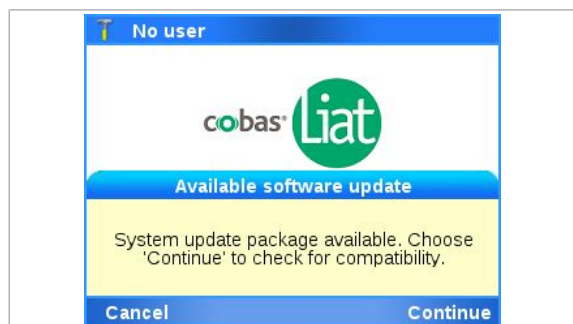 No user
cobas®
Liat
Available software update
System update package available. Choose
'Continue' to check for compatibility.
Cancel Continue